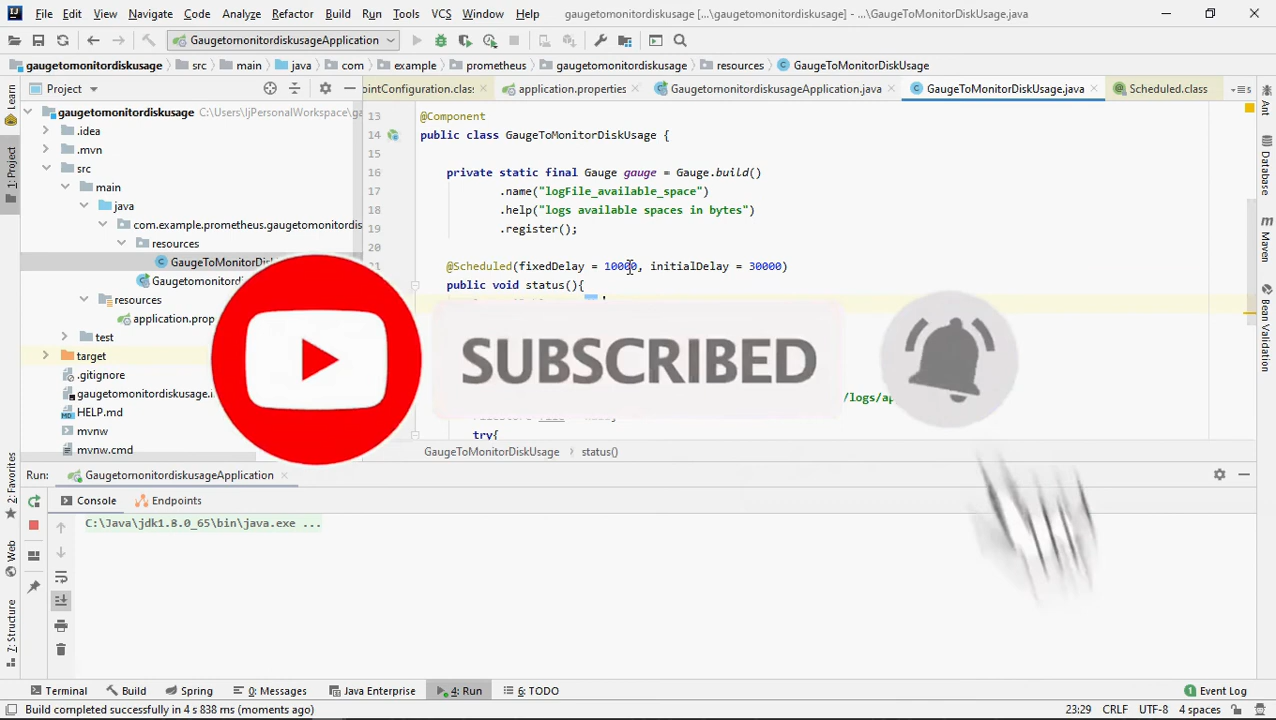 File Edit View Navigate Code Analyze Refactor Build Run Tools VCS Window Help gaugetomonitordiskusage [...\gaugetomonitordiskusage] - ...\GaugeToMonitorDiskUsage.java
GaugetomonitordiskusageApplication
gaugetomonitordiskusage src main java com example prometheus gaugetomonitordiskusage resources GaugeToMonitorDiskUsage
Project
ointConfiguration.class application.properties GaugetomonitordiskusageApplication.java GaugeToMonitorDiskUsage.java Scheduled.class
gaugetomonitordiskusage C:\Users\IjPersonalWorkspace\ga
.idea
.mvn
src
main
java
com.example.prometheus.gaugetomonitordisku
resources
GaugeToMonitorDis
Gaugetomonitordi
resources
application.prop
test
target
.gitignore
gaugetomonitordiskusage.i
HELP.md
mvnw
mvnw.cmd
13 @Component
14 public class GaugeToMonitorDiskUsage {
15
16 private static final Gauge gauge = Gauge.build()
17 .name("logFile_available_space")
18 .help("logs available spaces in bytes")
19 .register();
20
21 @Scheduled(fixedDelay = 10000, initialDelay = 30000)
public void status(){
/logs/ap
try{
GaugeToMonitorDiskUsage status()
SUBSCRIBED
Learn
1: Project
2: Favorites
Web
7: Structure
Ant
Database
Maven
Bean Validation
Run: GaugetomonitordiskusageApplication
Console Endpoints
C:\Java\jdk1.8.0_65\bin\java.exe ...
Terminal Build Spring 0: Messages Java Enterprise 4: Run 6: TODO Event Log
Build completed successfully in 4 s 838 ms (moments ago) 23:29 CRLF UTF-8 4 spaces